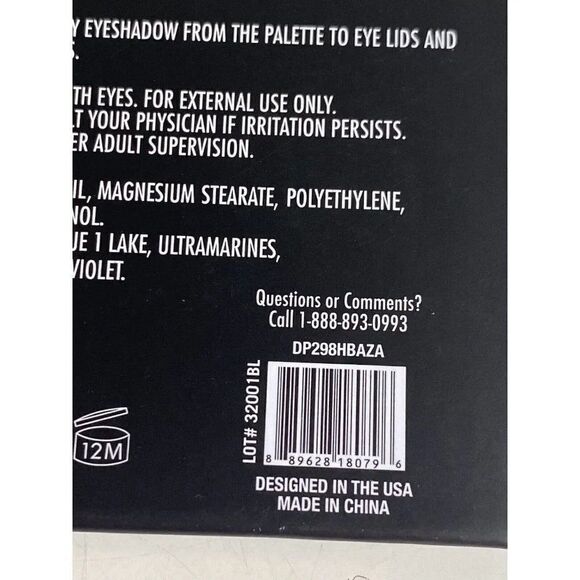 EYESHADOW FROM THE PALETTE TO EYE LIDS AND
TH EYES. FOR EXTERNAL USE ONLY.
LT YOUR PHYSICIAN IF IRRITATION PERSISTS.
ER ADULT SUPERVISION.
IL, MAGNESIUM STEARATE, POLYETHYLENE,
NOL.
UE 1 LAKE, ULTRAMARINES,
VIOLET.
Questions or Comments?
Call 1-888-893-0993
DP298HBAZA
LOT# 32001BL
8 89628 18079 6
12M
DESIGNED IN THE USA
MADE IN CHINA